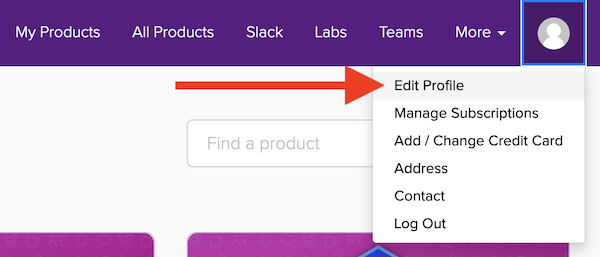 My Products All Products Slack Labs Teams More
Edit Profile
Manage Subscriptions
Find a product
Add / Change Credit Card
Address
Contact
Log Out